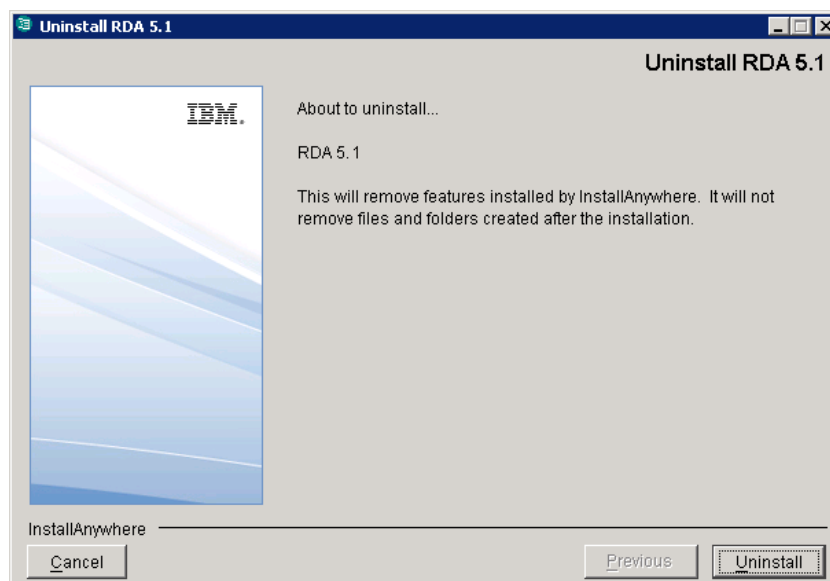 Uninstall RDA 5.1
Uninstall RDA 5.1
IBM.
About to uninstall...
RDA 5.1
This will remove features installed by InstallAnywhere. It will not
remove files and folders created after the installation.
InstallAnywhere
Cancel
Previous
Uninstall